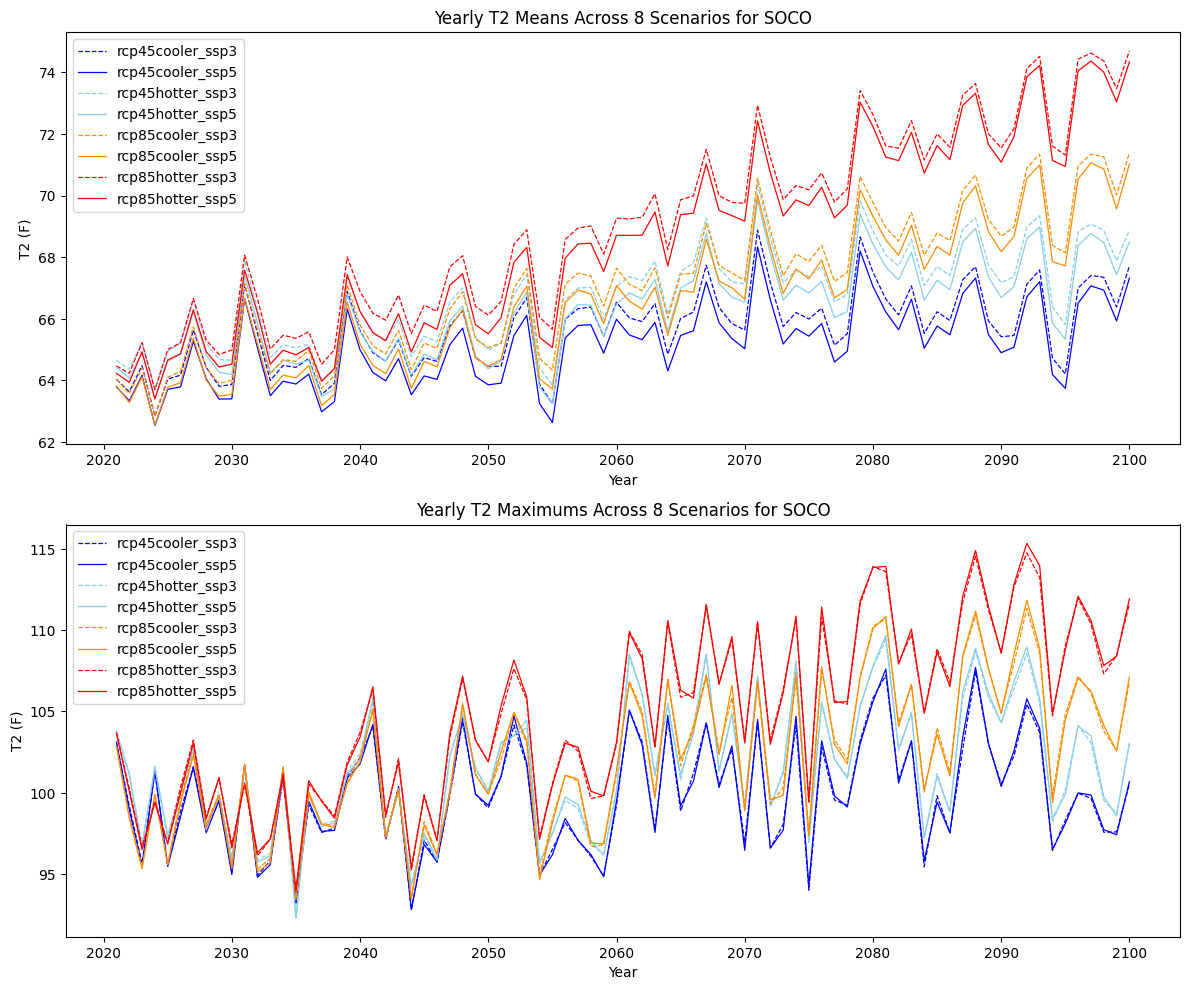 Yearly T2 Means Across 8 Scenarios for SOCO
rcp45cooler_ssp3
rcp45cooler_ssp5
rcp45hotter_ssp3
rcp45hotter_ssp5
rcp85cooler_ssp3
rcp85cooler_ssp5
rcp85hotter_ssp3
rcp85hotter_ssp5
T2 (F)
74
72
70
68
66
64
62
2020 2030 2040 2050 2060 2070 2080 2090 2100
Year
Yearly T2 Maximums Across 8 Scenarios for SOCO
rcp45cooler_ssp3
rcp45cooler_ssp5
rcp45hotter_ssp3
rcp45hotter_ssp5
rcp85cooler_ssp3
rcp85cooler_ssp5
rcp85hotter_ssp3
rcp85hotter_ssp5
T2 (F)
115
110
105
100
95
2020 2030 2040 2050 2060 2070 2080 2090 2100
Year